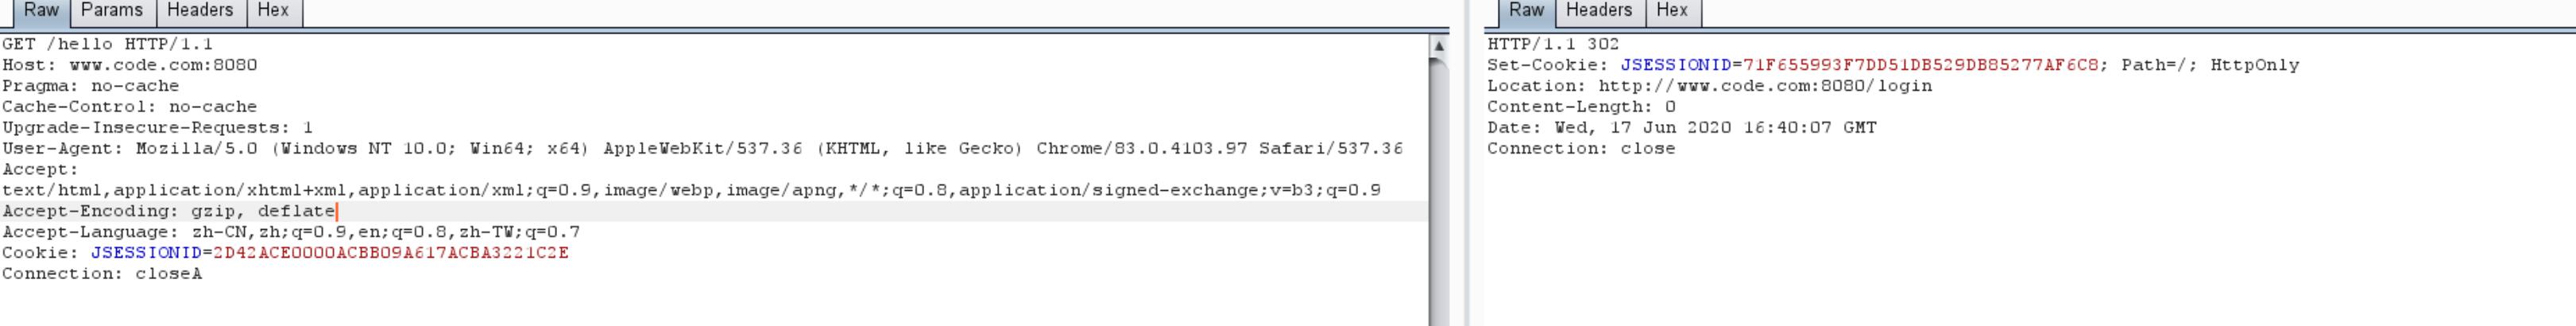 Raw Params Headers Hex
GET /hello HTTP/1.1
Host: www.code.com:8080
Pragma: no-cache
Cache-Control: no-cache
Upgrade-Insecure-Requests: 1
User-Agent: Mozilla/5.0 (Windows NT 10.0; Win64; x64) AppleWebKit/537.36 (KHTML, like Gecko) Chrome/83.0.4103.97 Safari/537.36
Accept:
text/html,application/xhtml+xml,application/xml;q=0.9,image/webp,image/apng,*/*;q=0.8,application/signed-exchange;v=b3;q=0.9
Accept-Encoding: gzip, deflate
Accept-Language: zh-CN,zh;q=0.9,en;q=0.8,zh-TW;q=0.7
Cookie: JSESSIONID=2D42ACE0000ACBB09A617ACBA3221C2E
Connection: closeA
Raw Headers Hex
HTTP/1.1 302
Set-Cookie: JSESSIONID=71F655993F7DD51DB529DB85277AF6C8; Path=/; HttpOnly
Location: http://www.code.com:8080/login
Content-Length: 0
Date: Wed, 17 Jun 2020 16:40:07 GMT
Connection: close